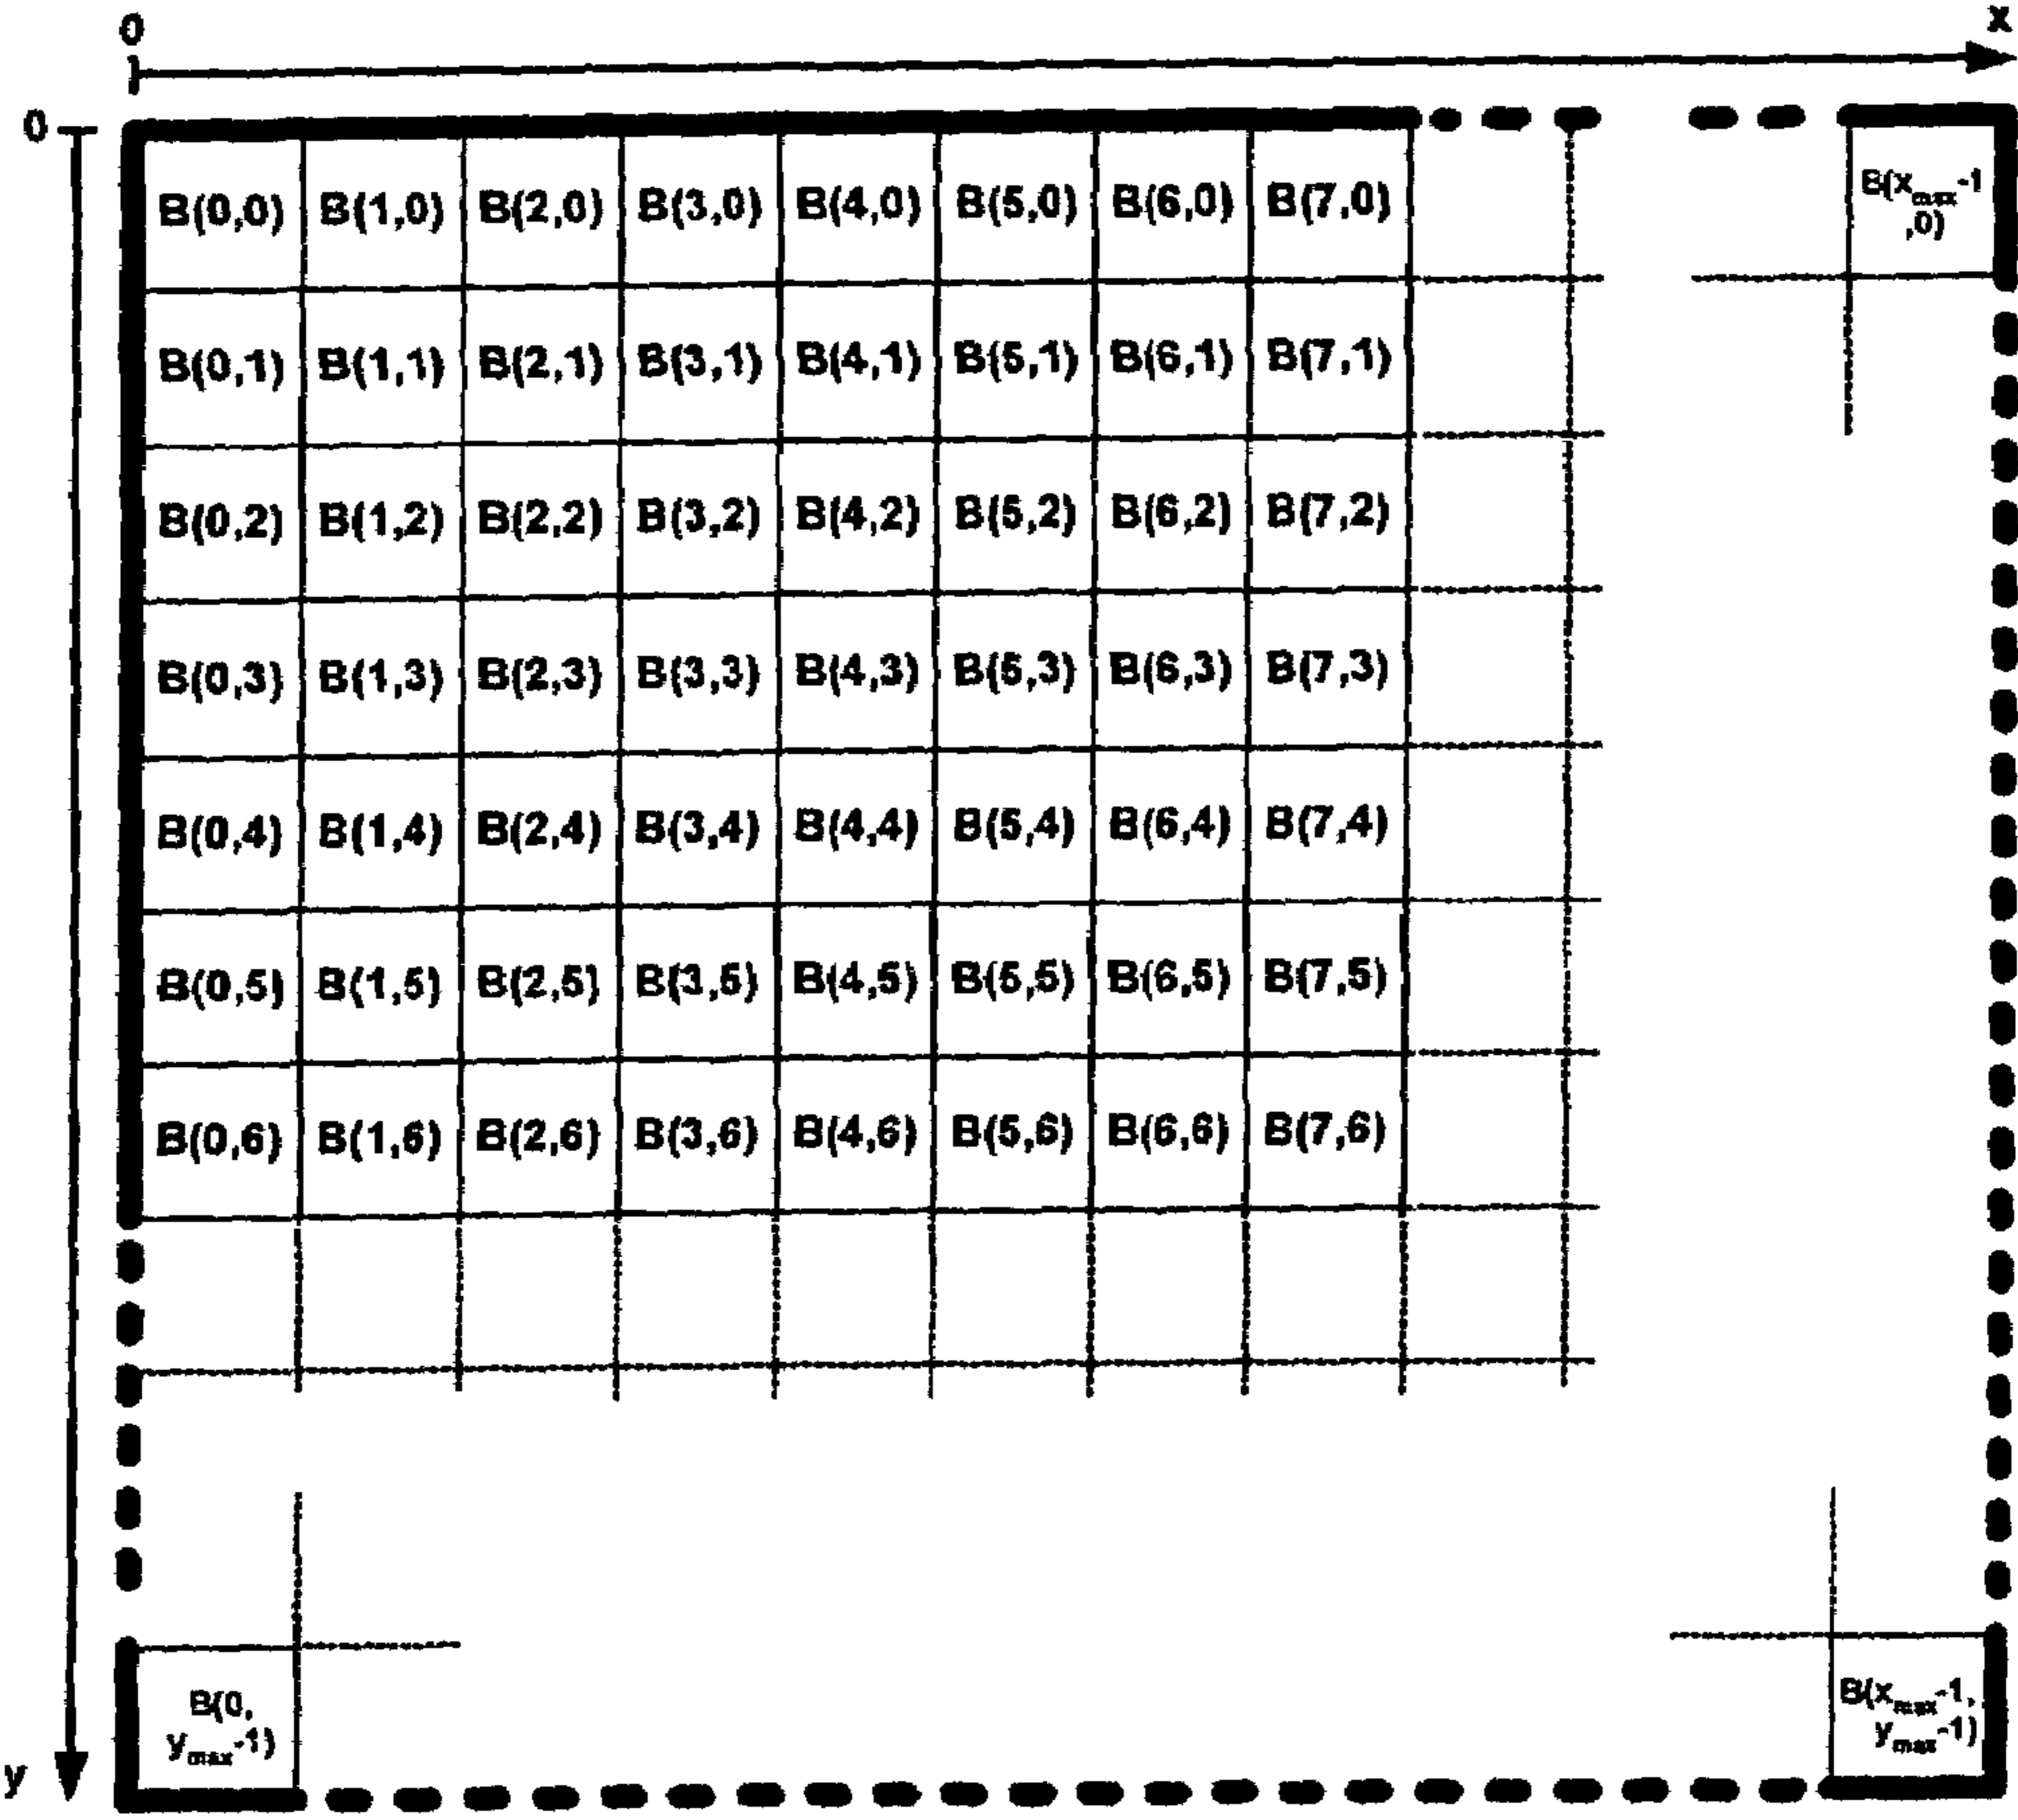 0 x
0
B(0,0) B(1,0) B(2,0) B(3,0) B(4,0) B(5,0) B(6,0) B(7,0) B(xmax-1
,0)
B(0,1) B(1,1) B(2,1) B(3,1) B(4,1) B(5,1) B(6,1) B(7,1)
B(0,2) B(1,2) B(2,2) B(3,2) B(4,2) B(5,2) B(6,2) B(7,2)
B(0,3) B(1,3) B(2,3) B(3,3) B(4,3) B(5,3) B(6,3) B(7,3)
B(0,4) B(1,4) B(2,4) B(3,4) B(4,4) B(5,4) B(6,4) B(7,4)
B(0,5) B(1,5) B(2,5) B(3,5) B(4,5) B(5,5) B(6,5) B(7,5)
B(0,6) B(1,6) B(2,6) B(3,6) B(4,6) B(5,6) B(6,6) B(7,6)
B(0,
ymax-1)
B(xmax-1,
ymax-1)
y